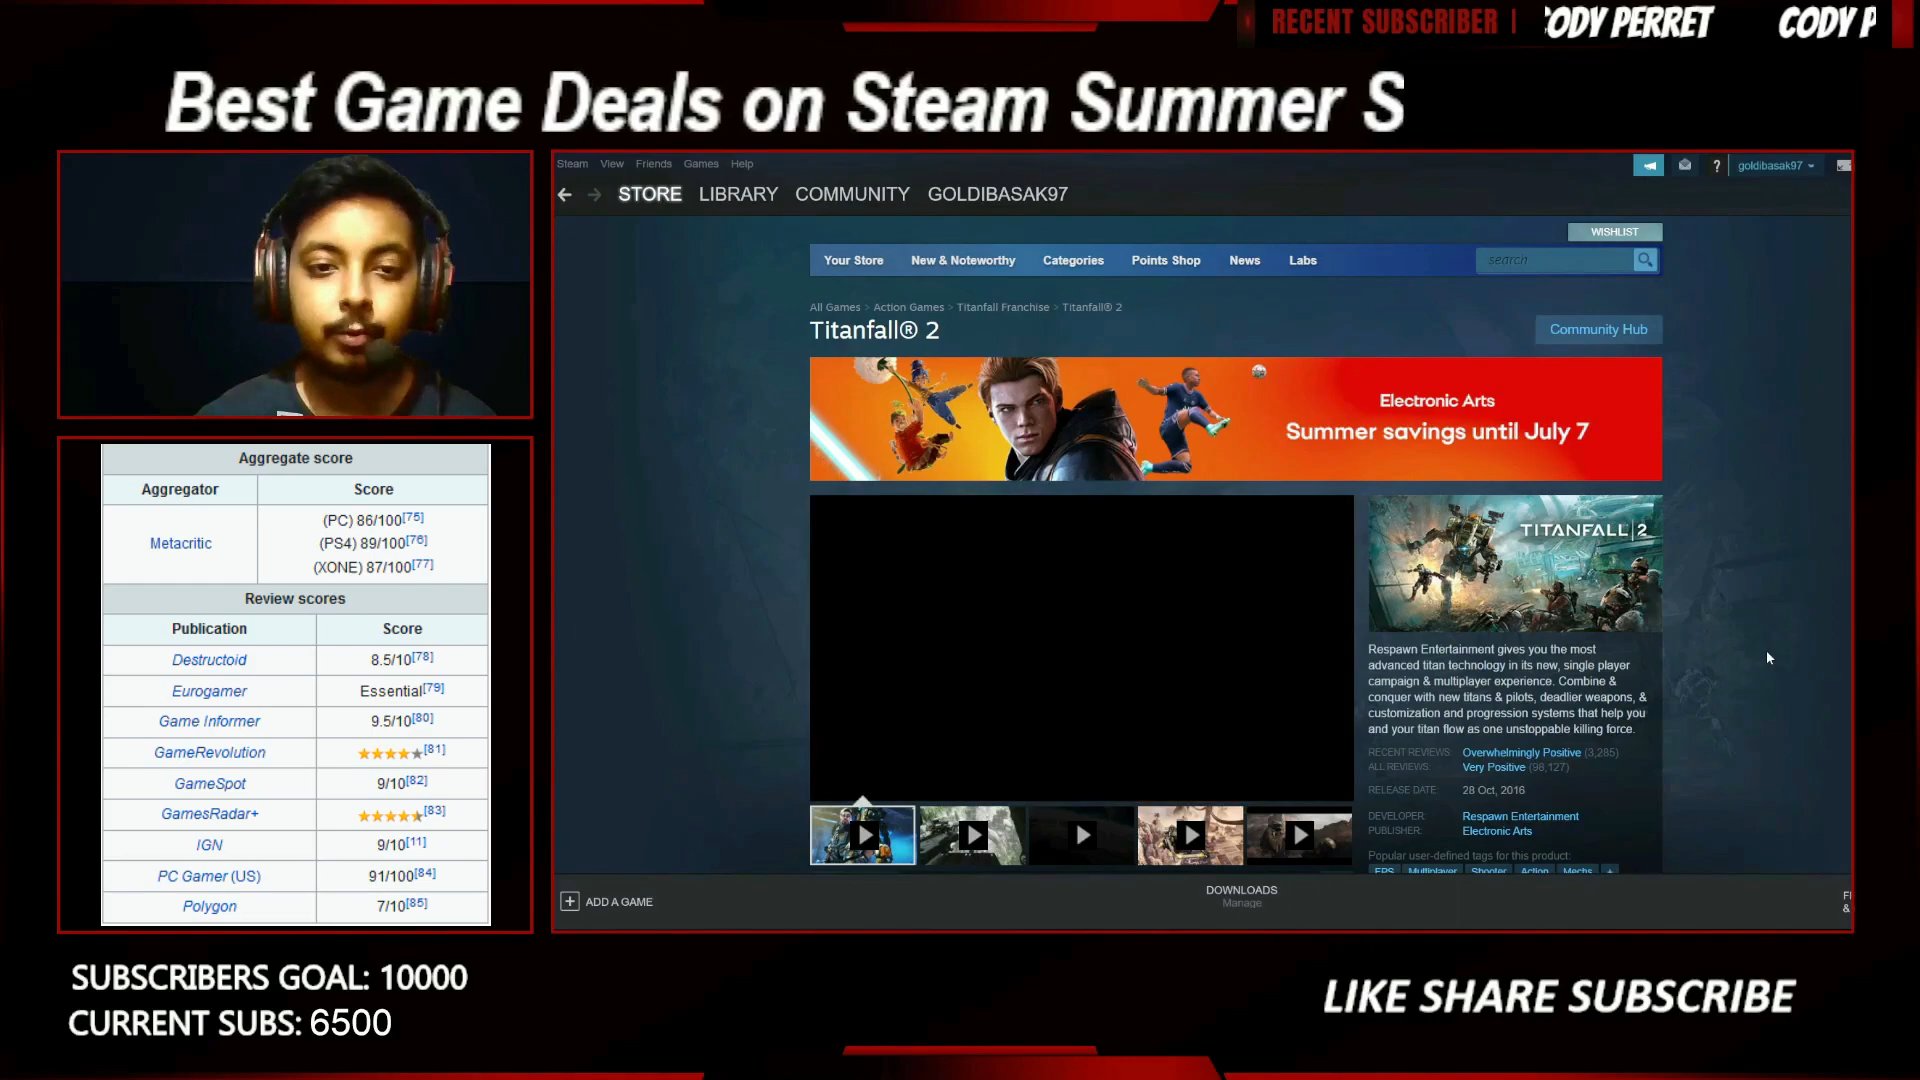 RECENT SUBSCRIBER | ODY PERRET CODY P
Best Game Deals on Steam Summer S
Steam View Friends Games Help
? goldibasak97
STORE LIBRARY COMMUNITY GOLDIBASAK97
WISHLIST
Your Store New & Noteworthy Categories Points Shop News Labs search
All Games > Action Games > Titanfall Franchise > Titanfall® 2
Titanfall® 2
Community Hub
Electronic Arts
Summer savings until July 7
TITANFALL|2
Respawn Entertainment gives you the most
advanced titan technology in its new, single player
campaign & multiplayer experience. Combine &
conquer with new titans & pilots, deadlier weapons, &
customization and progression systems that help you
and your titan flow as one unstoppable killing force.
RECENT REVIEWS: Overwhelmingly Positive (3,285)
ALL REVIEWS: Very Positive (98,127)
RELEASE DATE: 28 Oct, 2016
DEVELOPER: Respawn Entertainment
PUBLISHER: Electronic Arts
Popular user-defined tags for this product:
FPS Multiplayer Shooter Action Mechs +
+ ADD A GAME
DOWNLOADS
Manage
F
&
Aggregate score
Aggregator Score
Metacritic
(PC) 86/100[75]
(PS4) 89/100[76]
(XONE) 87/100[77]
Review scores
Publication Score
Destructoid 8.5/10[78]
Eurogamer Essential[79]
Game Informer 9.5/10[80]
GameRevolution ★★★★★[81]
GameSpot 9/10[82]
GamesRadar+ ★★★★★[83]
IGN 9/10[11]
PC Gamer (US) 91/100[84]
Polygon 7/10[85]
SUBSCRIBERS GOAL: 10000
CURRENT SUBS: 6500
LIKE SHARE SUBSCRIBE